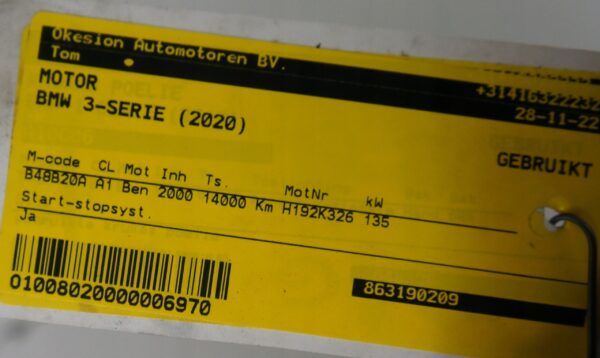 Okesion Automotoren BV.
Tom +31416322232
28-11-22
MOTOR
BMW 3-SERIE (2020)
GEBRUIKT
M-code CL Mot Inh Ts. MotNr kW
B48B20A A1 Ben 2000 14000 Km H192K326 135
Start-stopsyst.
Ja
01008020000006970
863190209